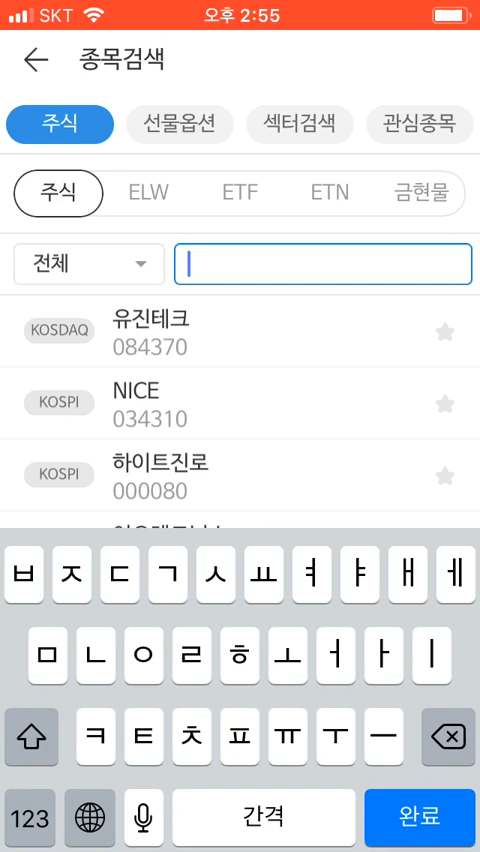 SKT 오후 2:55
종목검색
주식 선물옵션 섹터검색 관심종목
주식 ELW ETF ETN 금현물
전체
유진테크
KOSDAQ
084370
NICE
KOSPI
034310
하이트진로
KOSPI
000080
ㅂ ㅈ ㄷ ㄱ ㅅ ㅛ ㅕ ㅑ ㅐ ㅔ
ㅁ ㄴ ㅇ ㄹ ㅎ ㅗ ㅓ ㅏ ㅣ
ㅋ ㅌ ㅊ ㅍ ㅠ ㅜ ㅡ
123 간격 완료